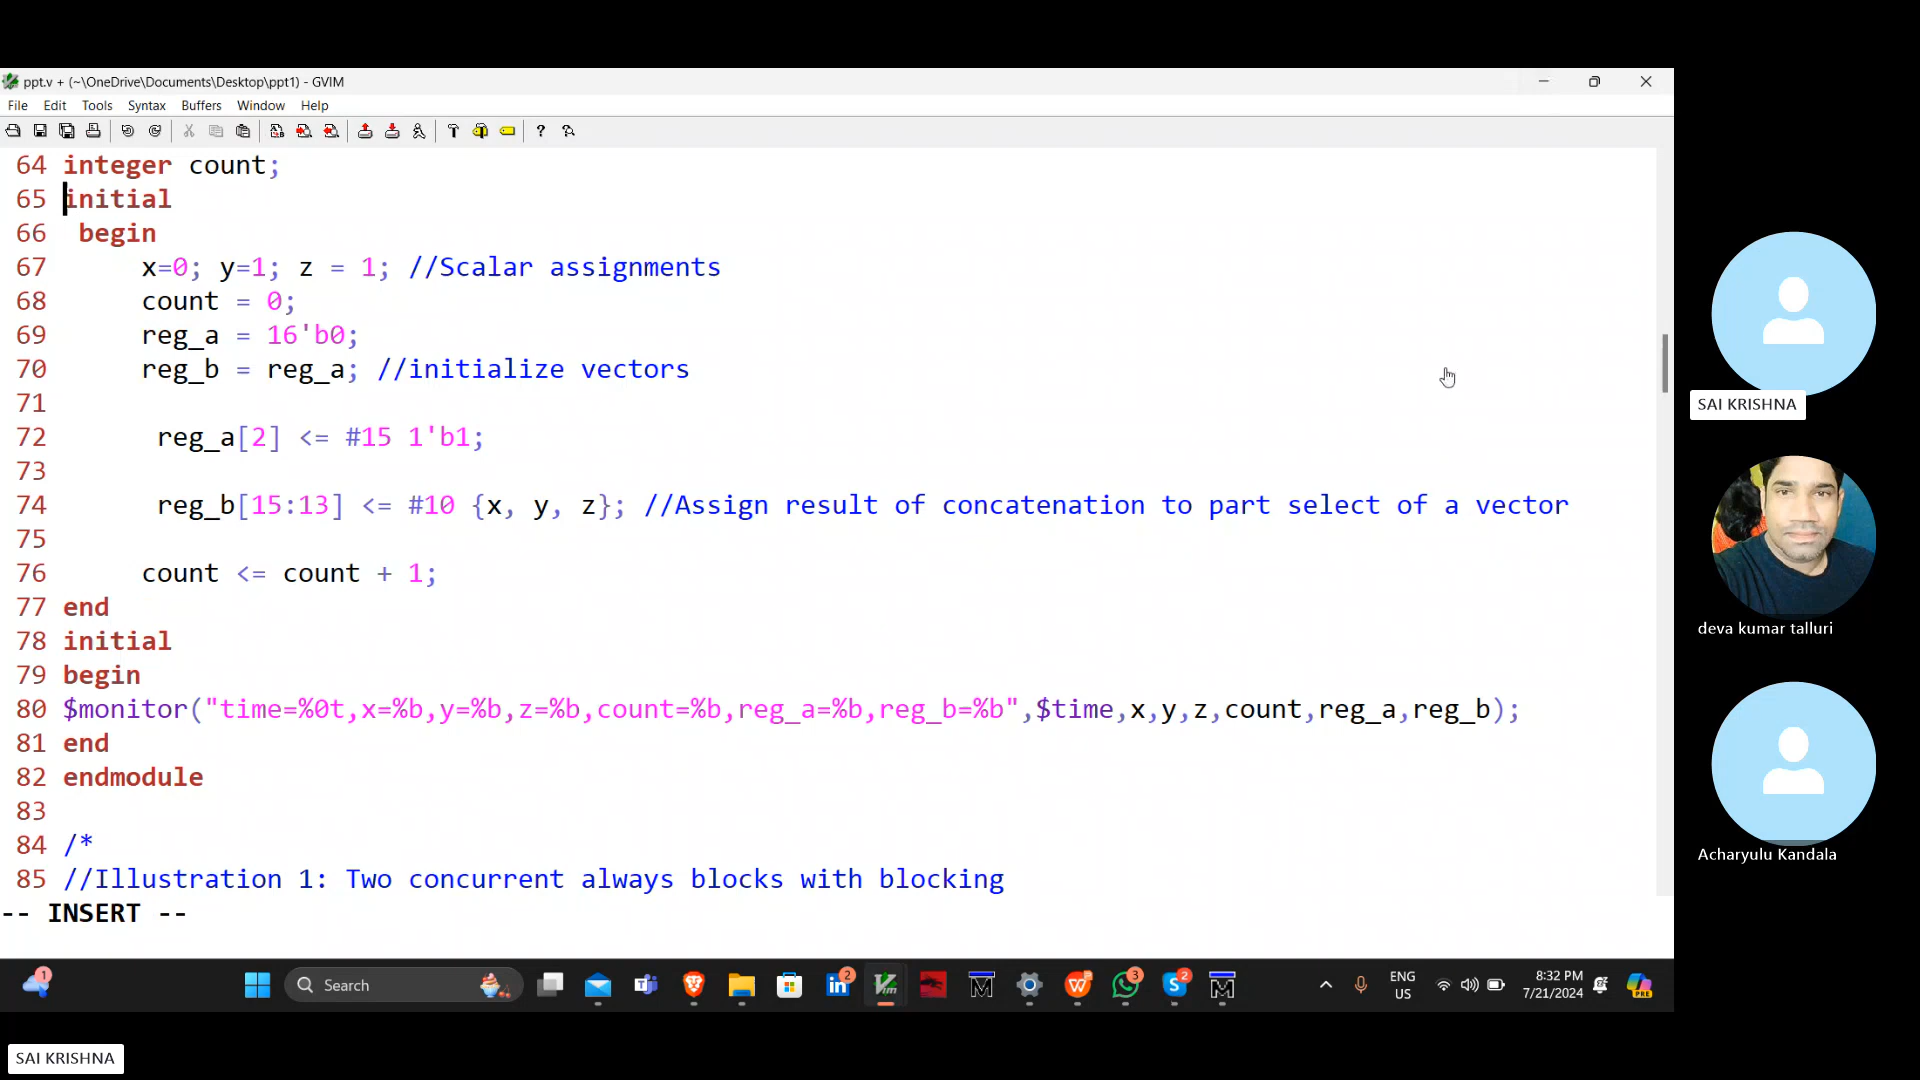 ppt.v + (~\OneDrive\Documents\Desktop\ppt1) - GVIM
File Edit Tools Syntax Buffers Window Help
64 integer count;
65 initial
66  begin
67      x=0; y=1; z = 1; //Scalar assignments
68      count = 0;
69      reg_a = 16'b0;
70      reg_b = reg_a; //initialize vectors
71
72       reg_a[2] <= #15 1'b1;
73
74       reg_b[15:13] <= #10 {x, y, z}; //Assign result of concatenation to part select of a vector
75
76      count <= count + 1;
77 end
78 initial
79 begin
80 $monitor("time=%0t,x=%b,y=%b,z=%b,count=%b,reg_a=%b,reg_b=%b",$time,x,y,z,count,reg_a,reg_b);
81 end
82 endmodule
83
84 /*
85 //Illustration 1: Two concurrent always blocks with blocking
-- INSERT --
SAI KRISHNA
deva kumar talluri
Acharyulu Kandala
1
Search
2
3
2
ENG
US
8:32 PM
7/21/2024
PRE
SAI KRISHNA